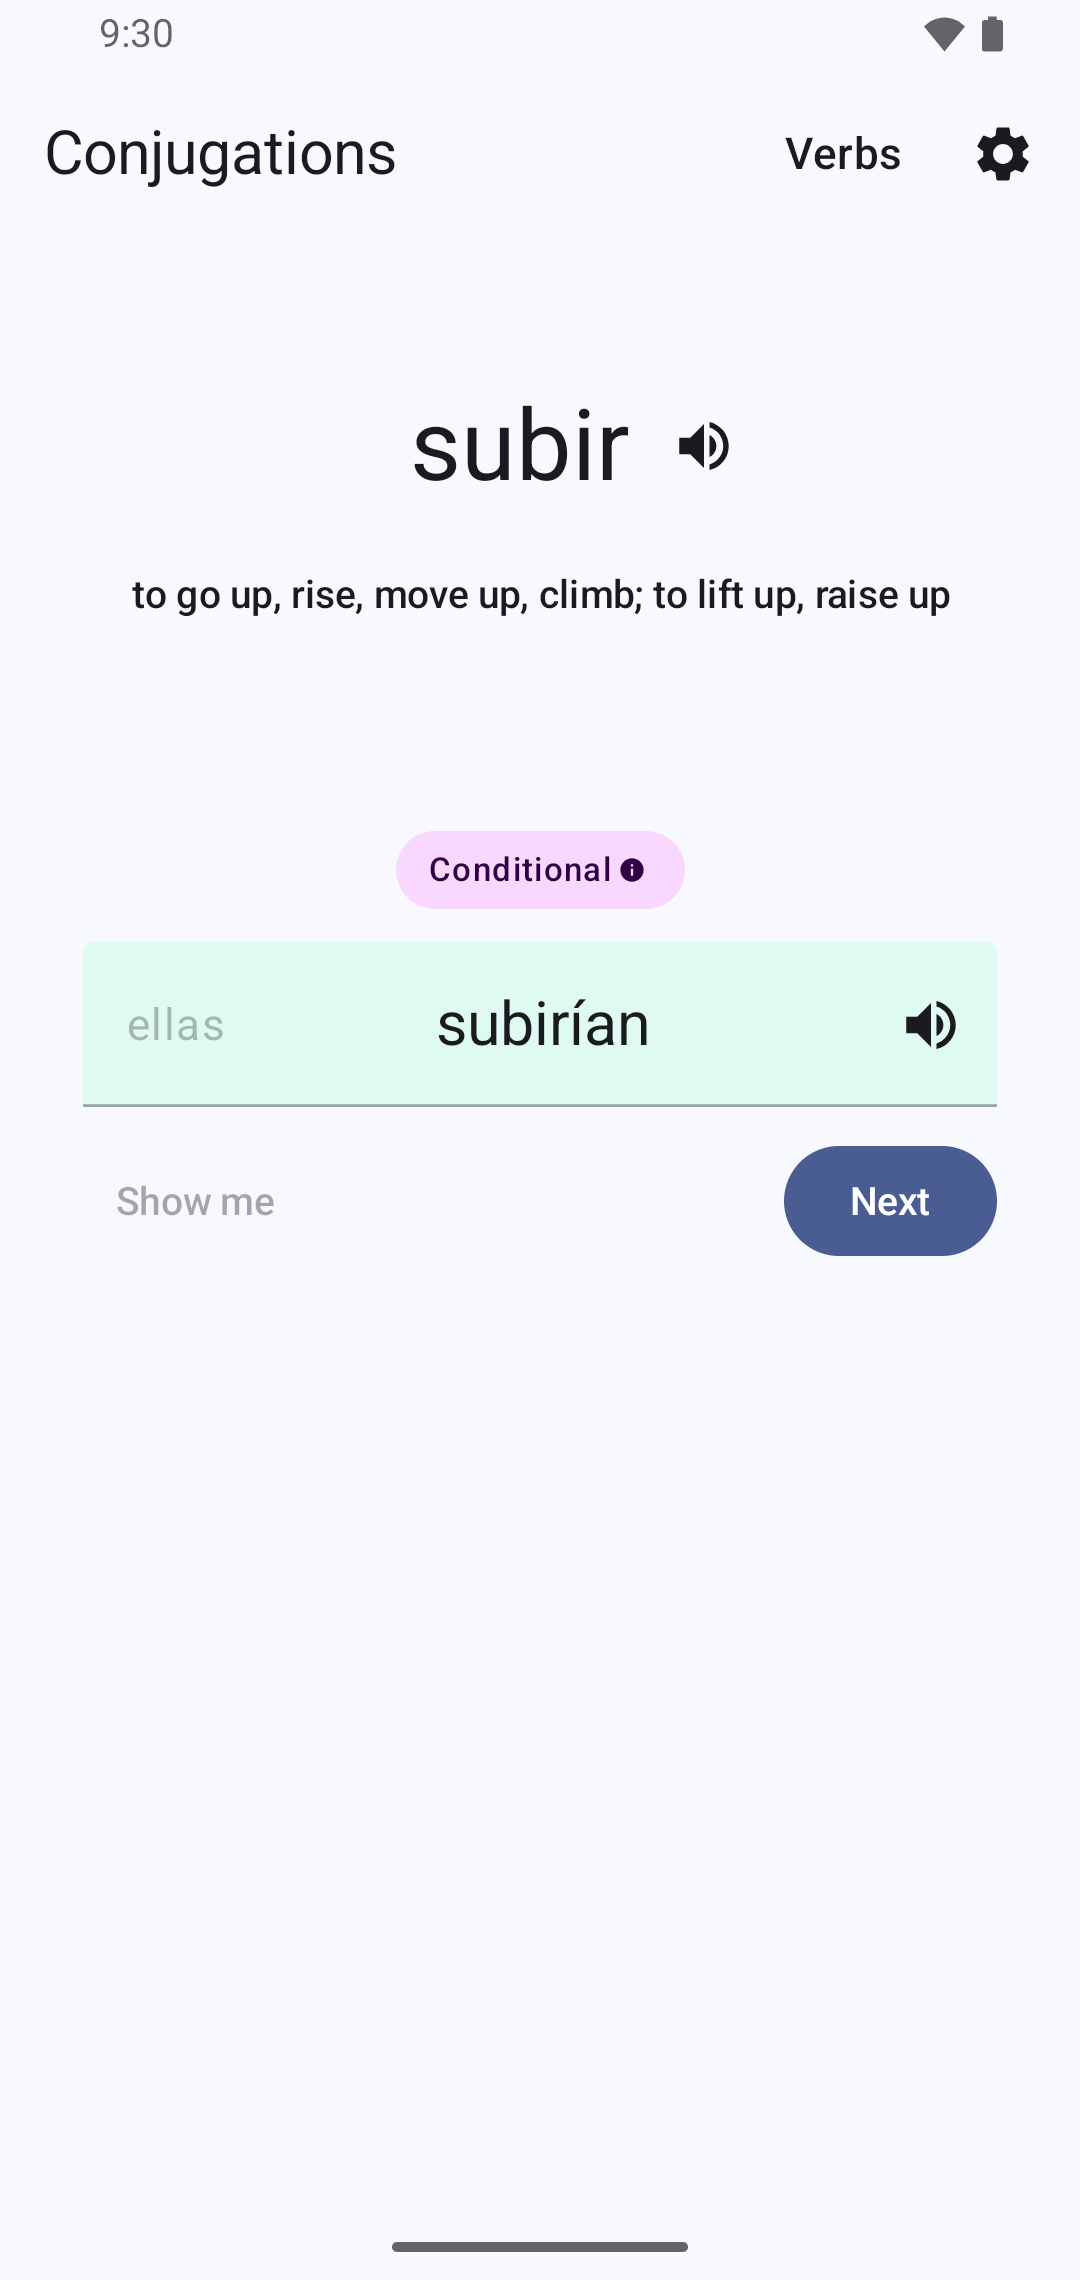 9:30
Conjugations Verbs
subir
to go up, rise, move up, climb; to lift up, raise up
Conditional
ellas subirían
Show me Next